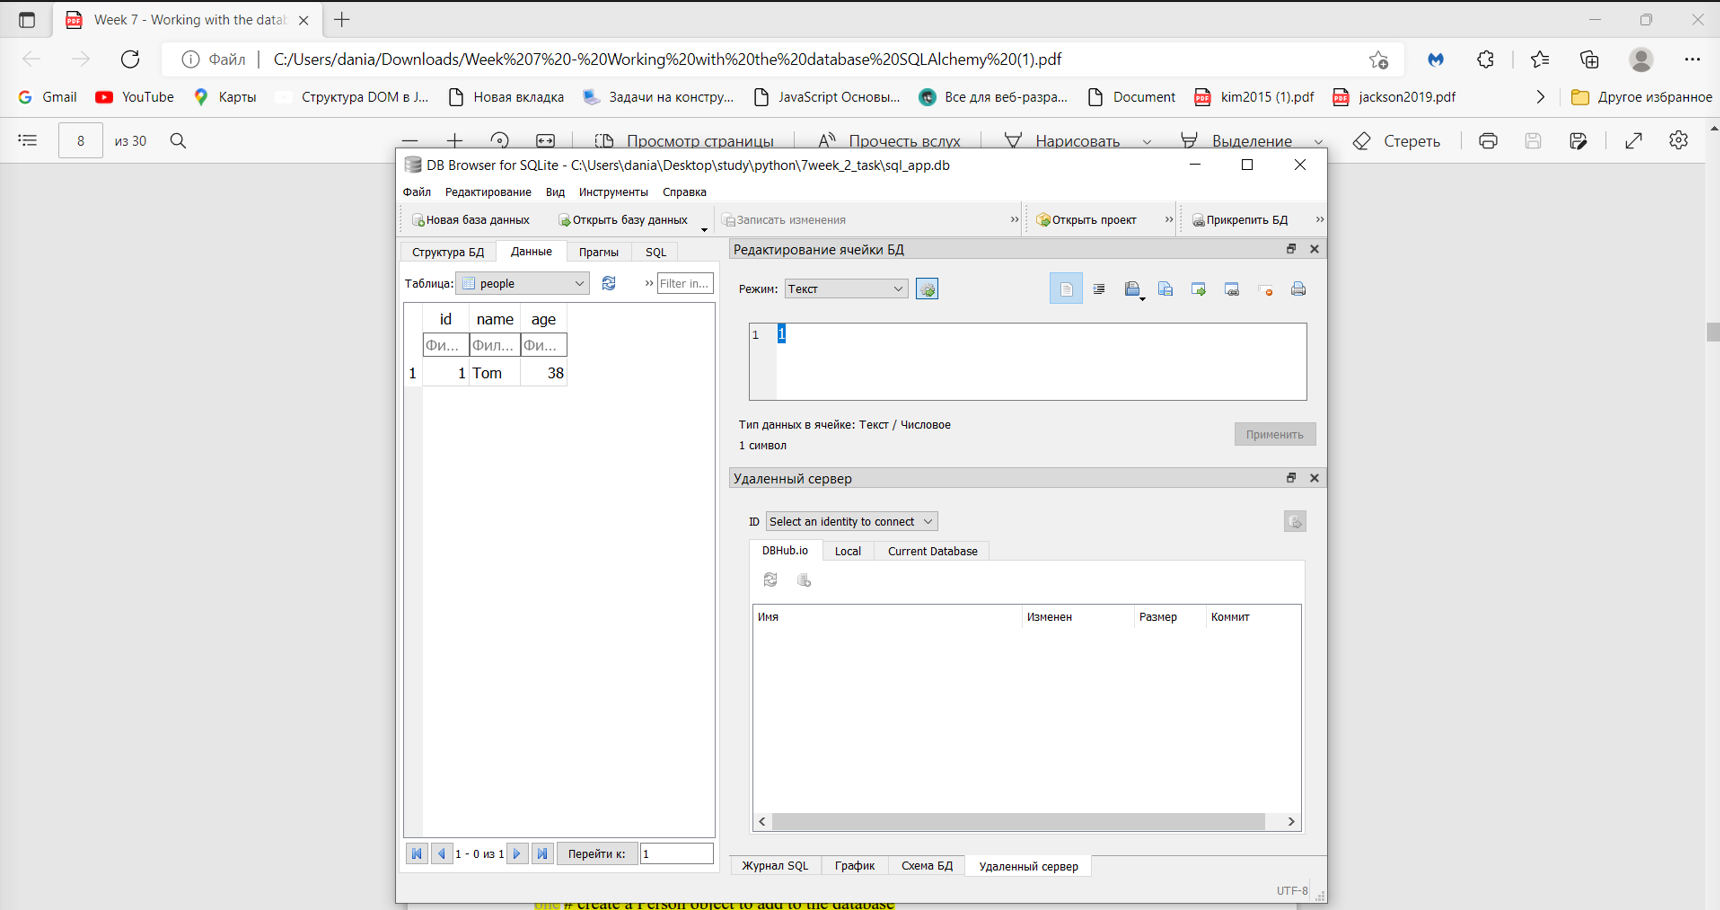 Week 7 - Working with the datab
Файл
C:/Users/dania/Downloads/Week%207%20-%20Working%20with%20the%20database%20SQLAlchemy%20(1).pdf
Gmail YouTube Карты Структура DOM в J... Новая вкладка Задачи на констру... JavaScript Основы... Все для веб-разра... Document kim2015 (1).pdf jackson2019.pdf Другое избранное
8 из 30 Просмотр страницы Прочесть вслух Нарисовать Выделение Стереть
DB Browser for SQLite - C:\Users\dania\Desktop\study\python\7week_2_task\sql_app.db
Файл Редактирование Вид Инструменты Справка
Новая база данных Открыть базу данных Записать изменения » Открыть проект » Прикрепить БД »
Структура БД Данные Прагмы SQL
Таблица: people » Filter in...
id name age
Фи... Фил... Фи...
1 1 Tom 38
1 - 0 из 1 Перейти к: 1
Редактирование ячейки БД
Режим: Текст
1 1
Тип данных в ячейке: Текст / Числовое
1 символ
Применить
Удаленный сервер
ID Select an identity to connect
DBHub.io Local Current Database
Имя Изменен Размер Коммит
Журнал SQL График Схема БД Удаленный сервер
UTF-8
one # create a Person object to add to the database